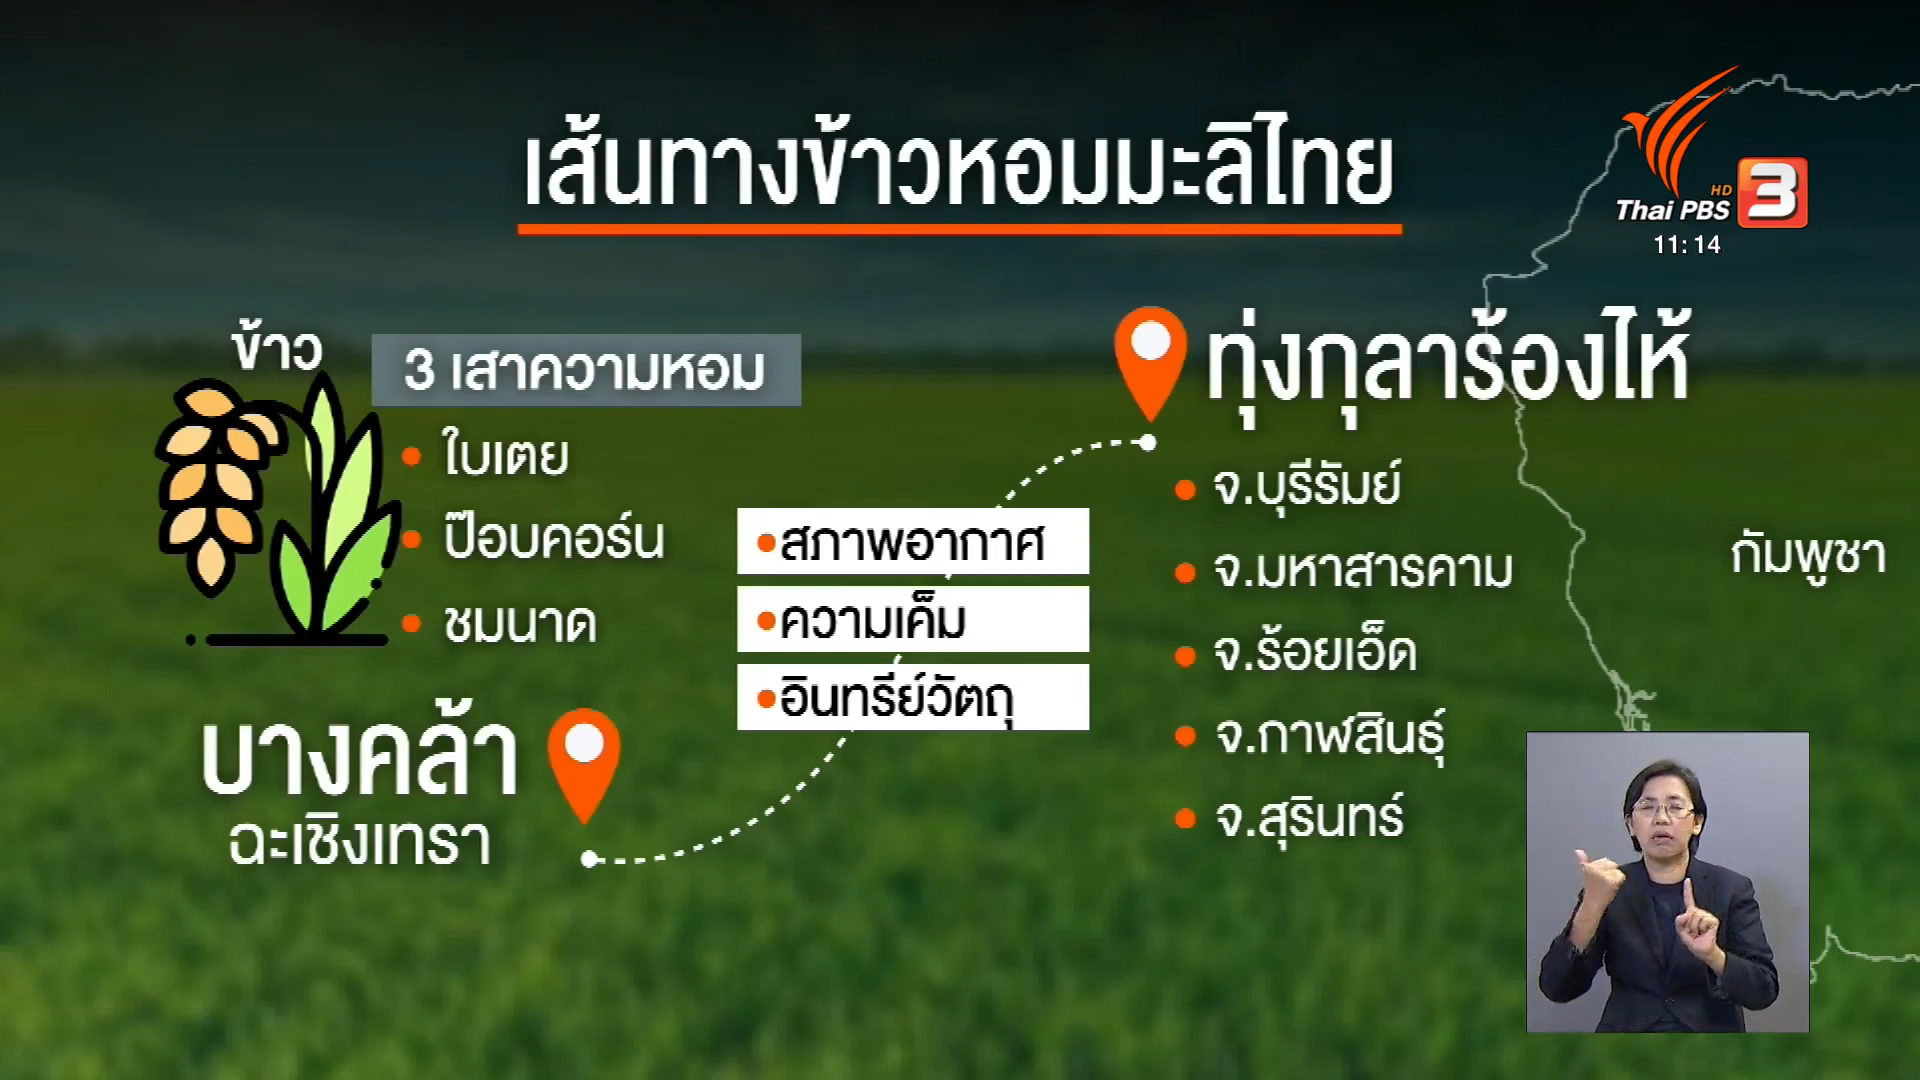 เส้นทางข้าวหอมมะลิไทย
HD
Thai PBS 3
11:14
ข้าว
3 เสาความหอม
ใบเตย
ป๊อบคอร์น
ชมนาด
บางคล้า
ฉะเชิงเทรา
สภาพอากาศ
ความเค็ม
อินทรีย์วัตถุ
ทุ่งกุลาร้องไห้
จ.บุรีรัมย์
จ.มหาสารคาม
จ.ร้อยเอ็ด
จ.กาฬสินธุ์
จ.สุรินทร์
กัมพูชา